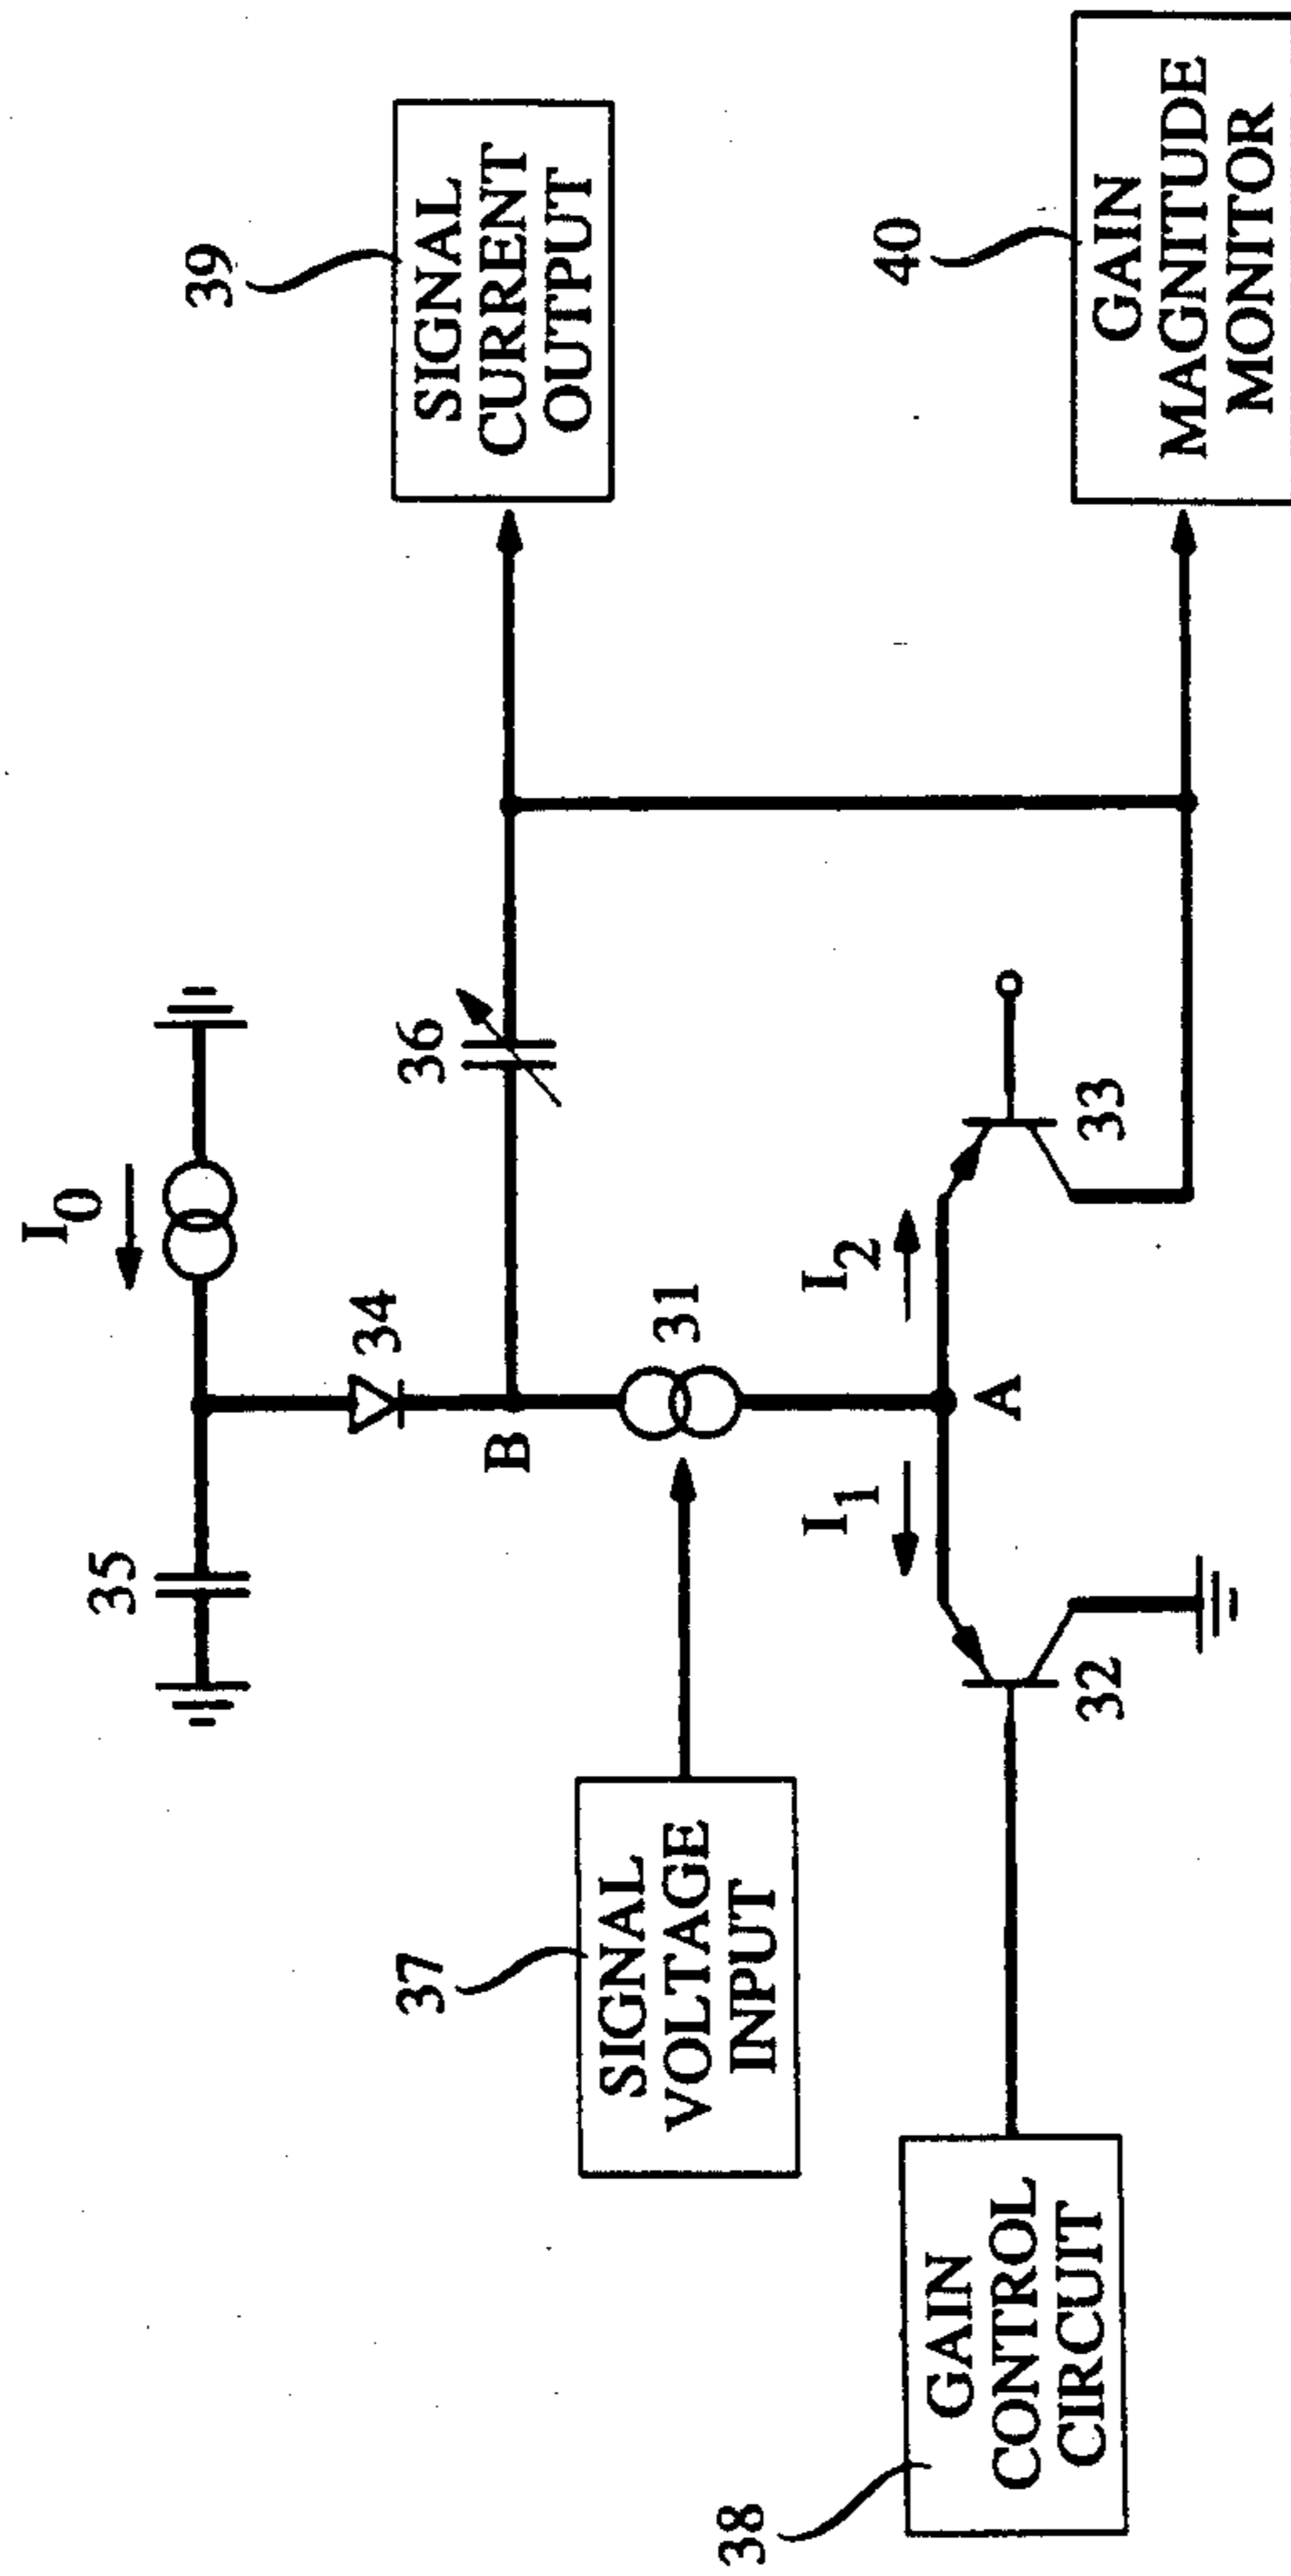 I0
35
39
34
37
36
SIGNAL
CURRENT
OUTPUT
B
SIGNAL
VOLTAGE
INPUT
31
38
I1
I2
40
GAIN
CONTROL
CIRCUIT
A
32
33
GAIN
MAGNITUDE
MONITOR